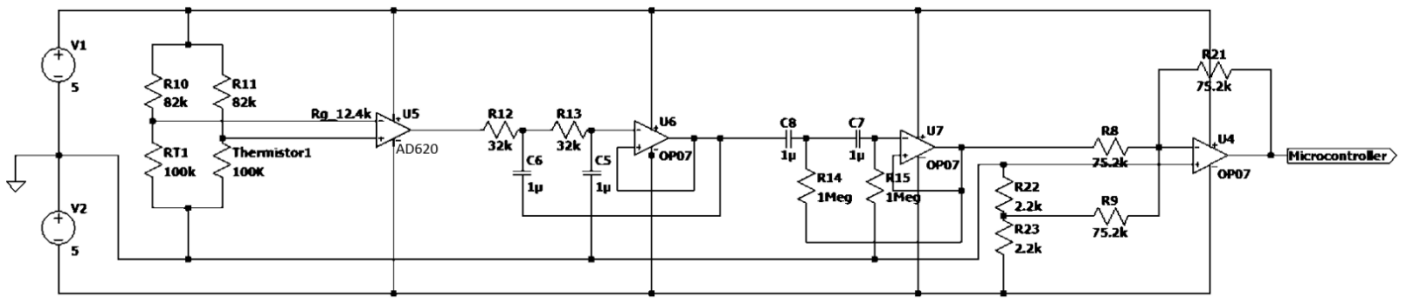 V1
5
R10
82k
R11
82k
Rg_12.4k
U5
AD620
RT1
100k
Thermistor1
100K
V2
5
R12
32k
R13
32k
C6
1µ
C5
1µ
U6
OP07
C8
1µ
C7
1µ
R14
1Meg
R15
1Meg
U7
OP07
R8
75.2k
R9
75.2k
R22
2.2k
R23
2.2k
R21
75.2k
U4
OP07
Microcontroller